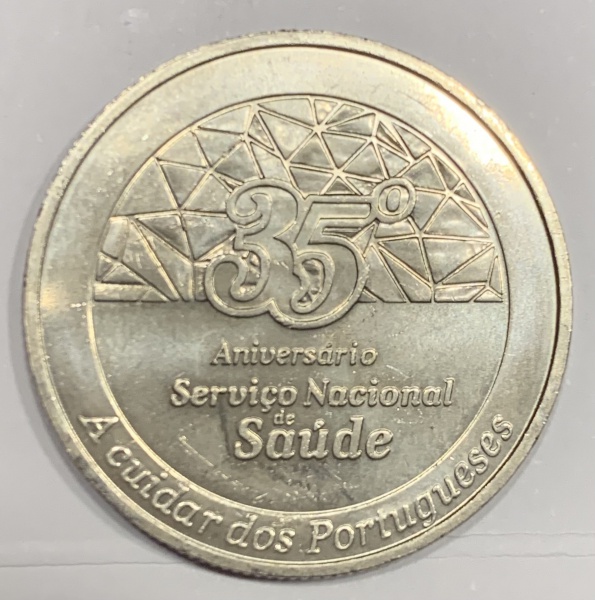 35º
Aniversário
Serviço Nacional
de
Saúde
A cuidar dos Portugueses